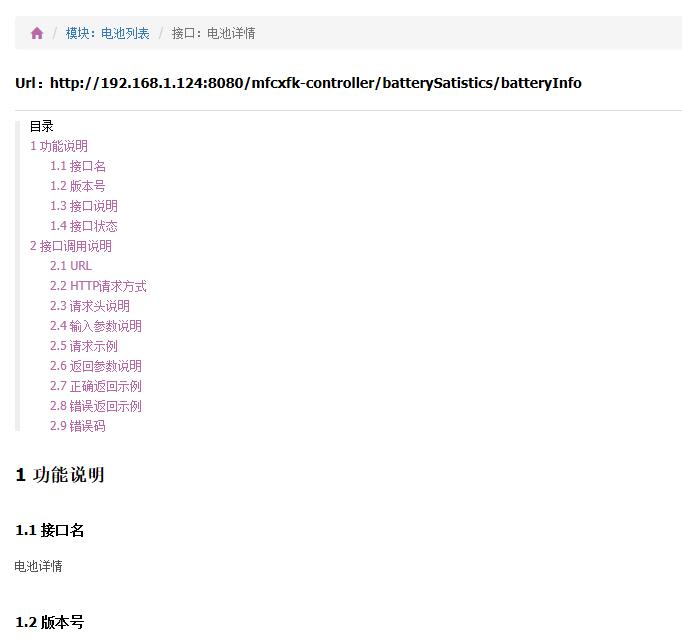 / 模块：电池列表 / 接口：电池详情
Url：http://192.168.1.124:8080/mfcxfk-controller/batterySatistics/batteryInfo
目录
1 功能说明
1.1 接口名
1.2 版本号
1.3 接口说明
1.4 接口状态
2 接口调用说明
2.1 URL
2.2 HTTP请求方式
2.3 请求头说明
2.4 输入参数说明
2.5 请求示例
2.6 返回参数说明
2.7 正确返回示例
2.8 错误返回示例
2.9 错误码
1 功能说明
1.1 接口名
电池详情
1.2 版本号